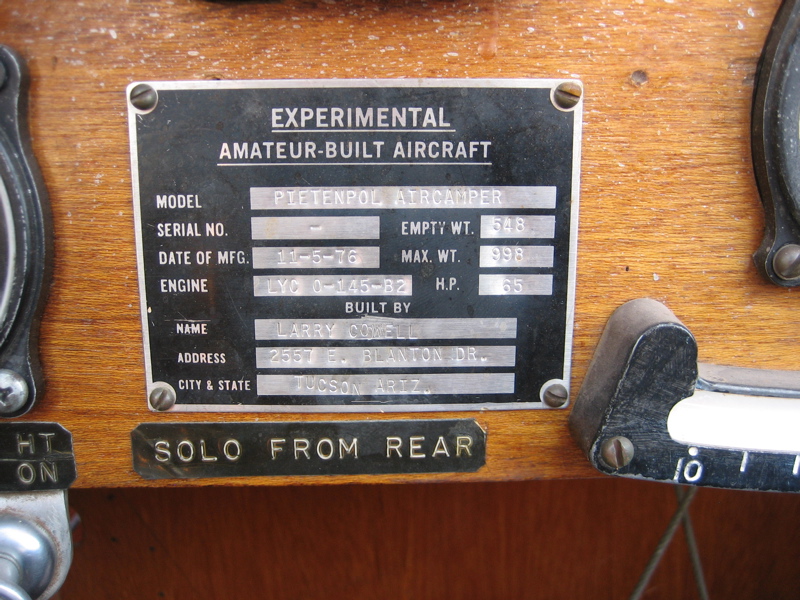 EXPERIMENTAL
AMATEUR-BUILT AIRCRAFT
MODEL PIETENPOL AIRCAMPER
SERIAL NO. - EMPTY WT. 548
DATE OF MFG. 11-5-76 MAX. WT. 998
ENGINE LYC O-145-B2 H.P. 65
BUILT BY
NAME LARRY COWELL
ADDRESS 2557 E. BLANTON DR.
CITY & STATE TUCSON ARIZ.
SOLO FROM REAR
HT
ON
10